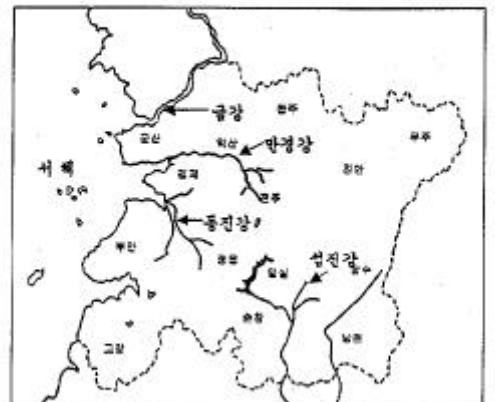 금강
완주
무주
군산
익산
만경강
진안
서해
김제
전주
동진강
부안
정읍
임실
섬진강
장수
순창
고창
남원